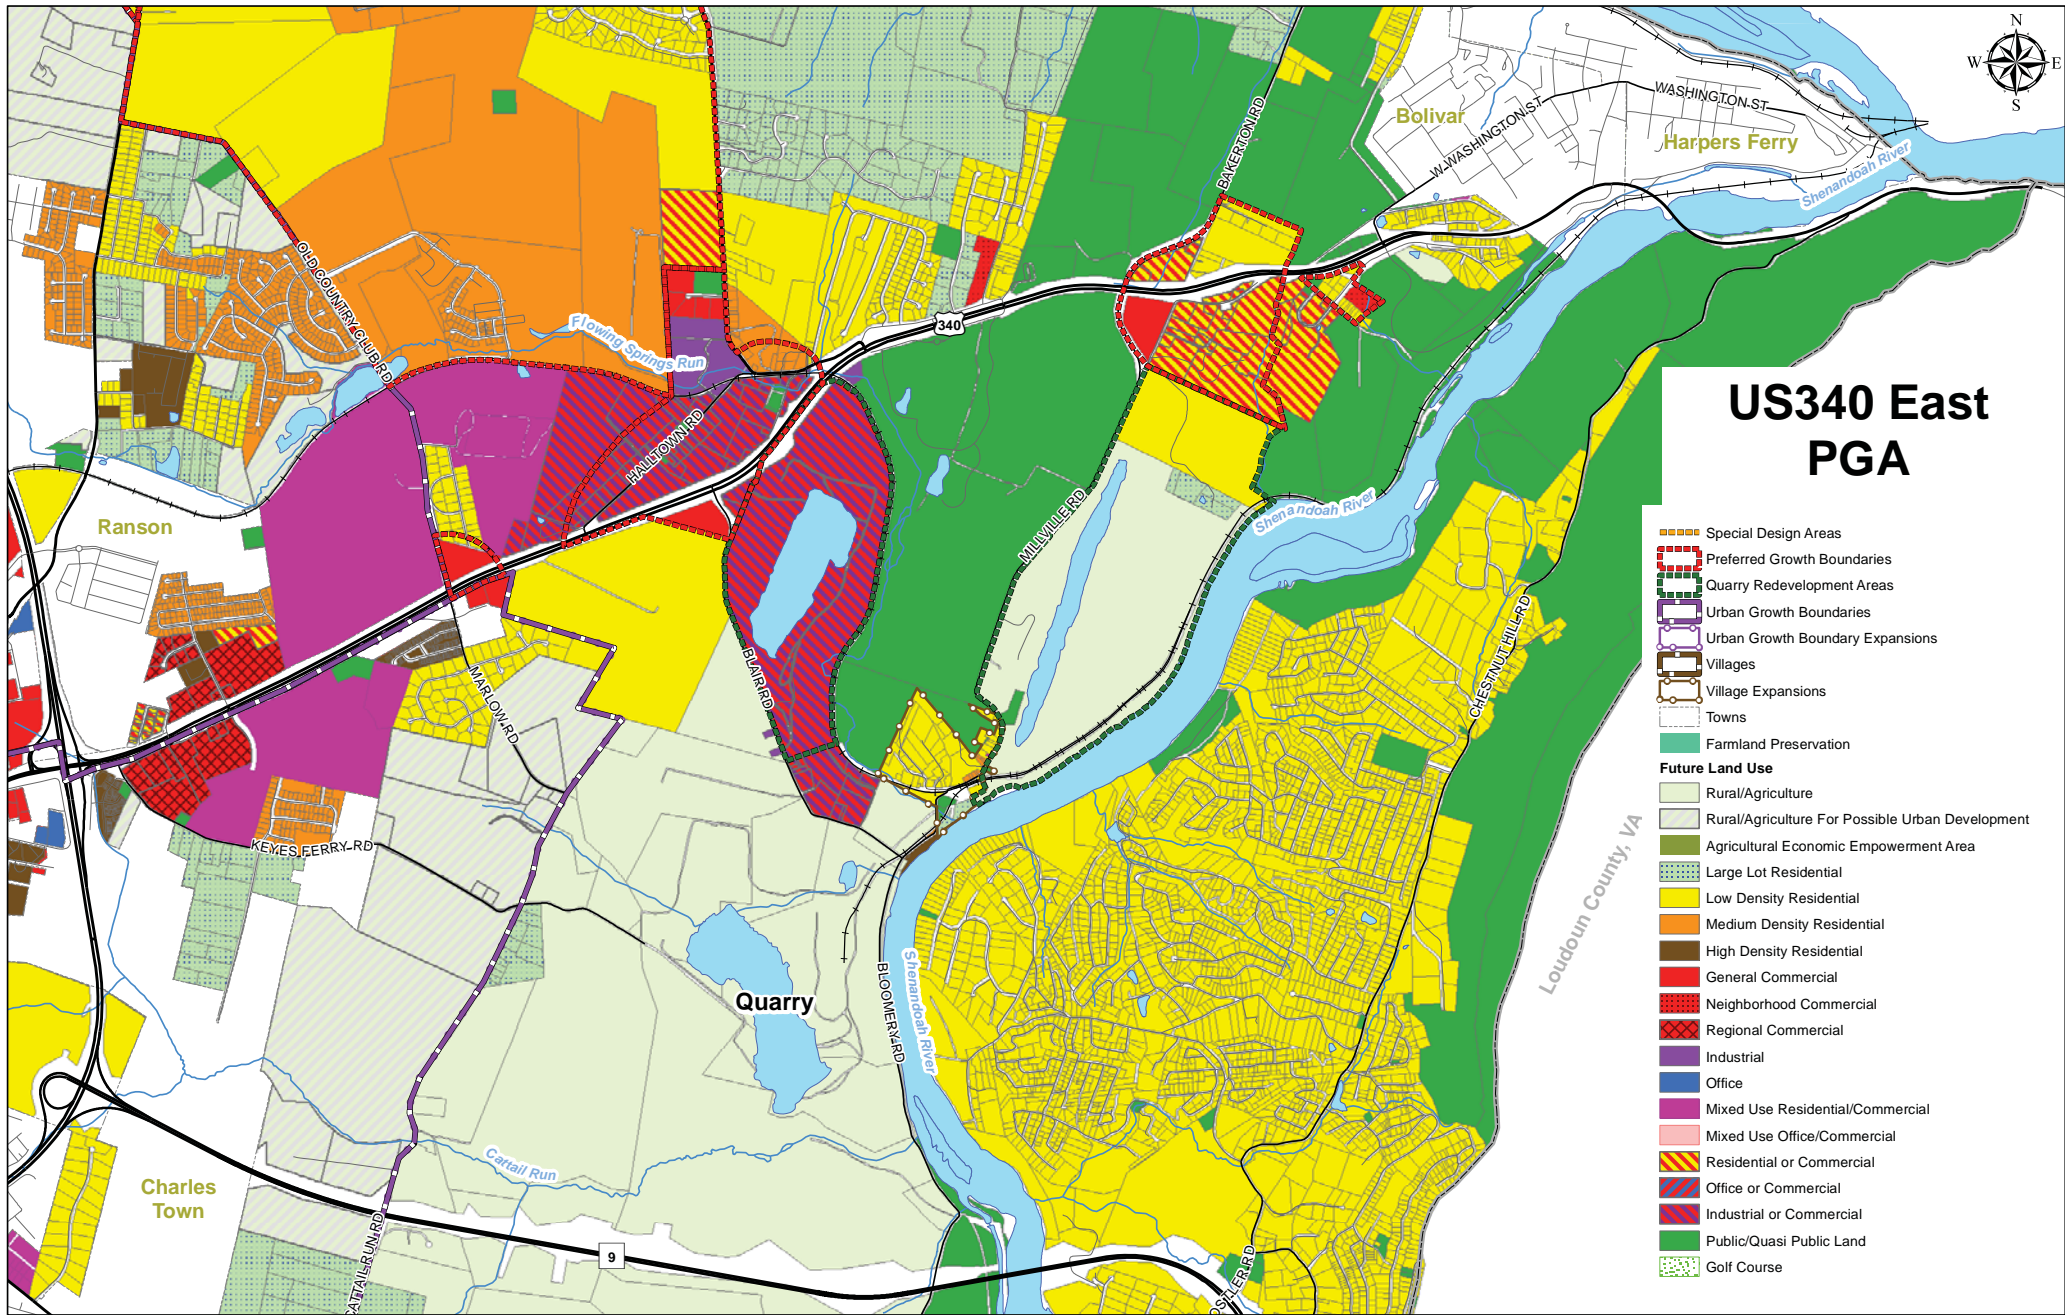 N
W
E
S
WASHINGTON ST
Bolivar
W WASHINGTON ST
Harpers Ferry
BAKERTON RD
Shenandoah River
OLD COUNTRY CLUB RD
340
Flowing Springs Run
US340 East
PGA
HALLTOWN RD
MILLVILLE RD
Shenandoah River
Ranson
BLAIR RD
MARLOW RD
CHESTNUT HILL RD
KEYES FERRY RD
Loudoun County, VA
Quarry
BLOOMERY RD
Shenandoah River
Cattail Run
Charles
Town
9
CATTAIL RUN RD
OSTLER RD
Special Design Areas
Preferred Growth Boundaries
Quarry Redevelopment Areas
Urban Growth Boundaries
Urban Growth Boundary Expansions
Villages
Village Expansions
Towns
Farmland Preservation
Future Land Use
Rural/Agriculture
Rural/Agriculture For Possible Urban Development
Agricultural Economic Empowerment Area
Large Lot Residential
Low Density Residential
Medium Density Residential
High Density Residential
General Commercial
Neighborhood Commercial
Regional Commercial
Industrial
Office
Mixed Use Residential/Commercial
Mixed Use Office/Commercial
Residential or Commercial
Office or Commercial
Industrial or Commercial
Public/Quasi Public Land
Golf Course